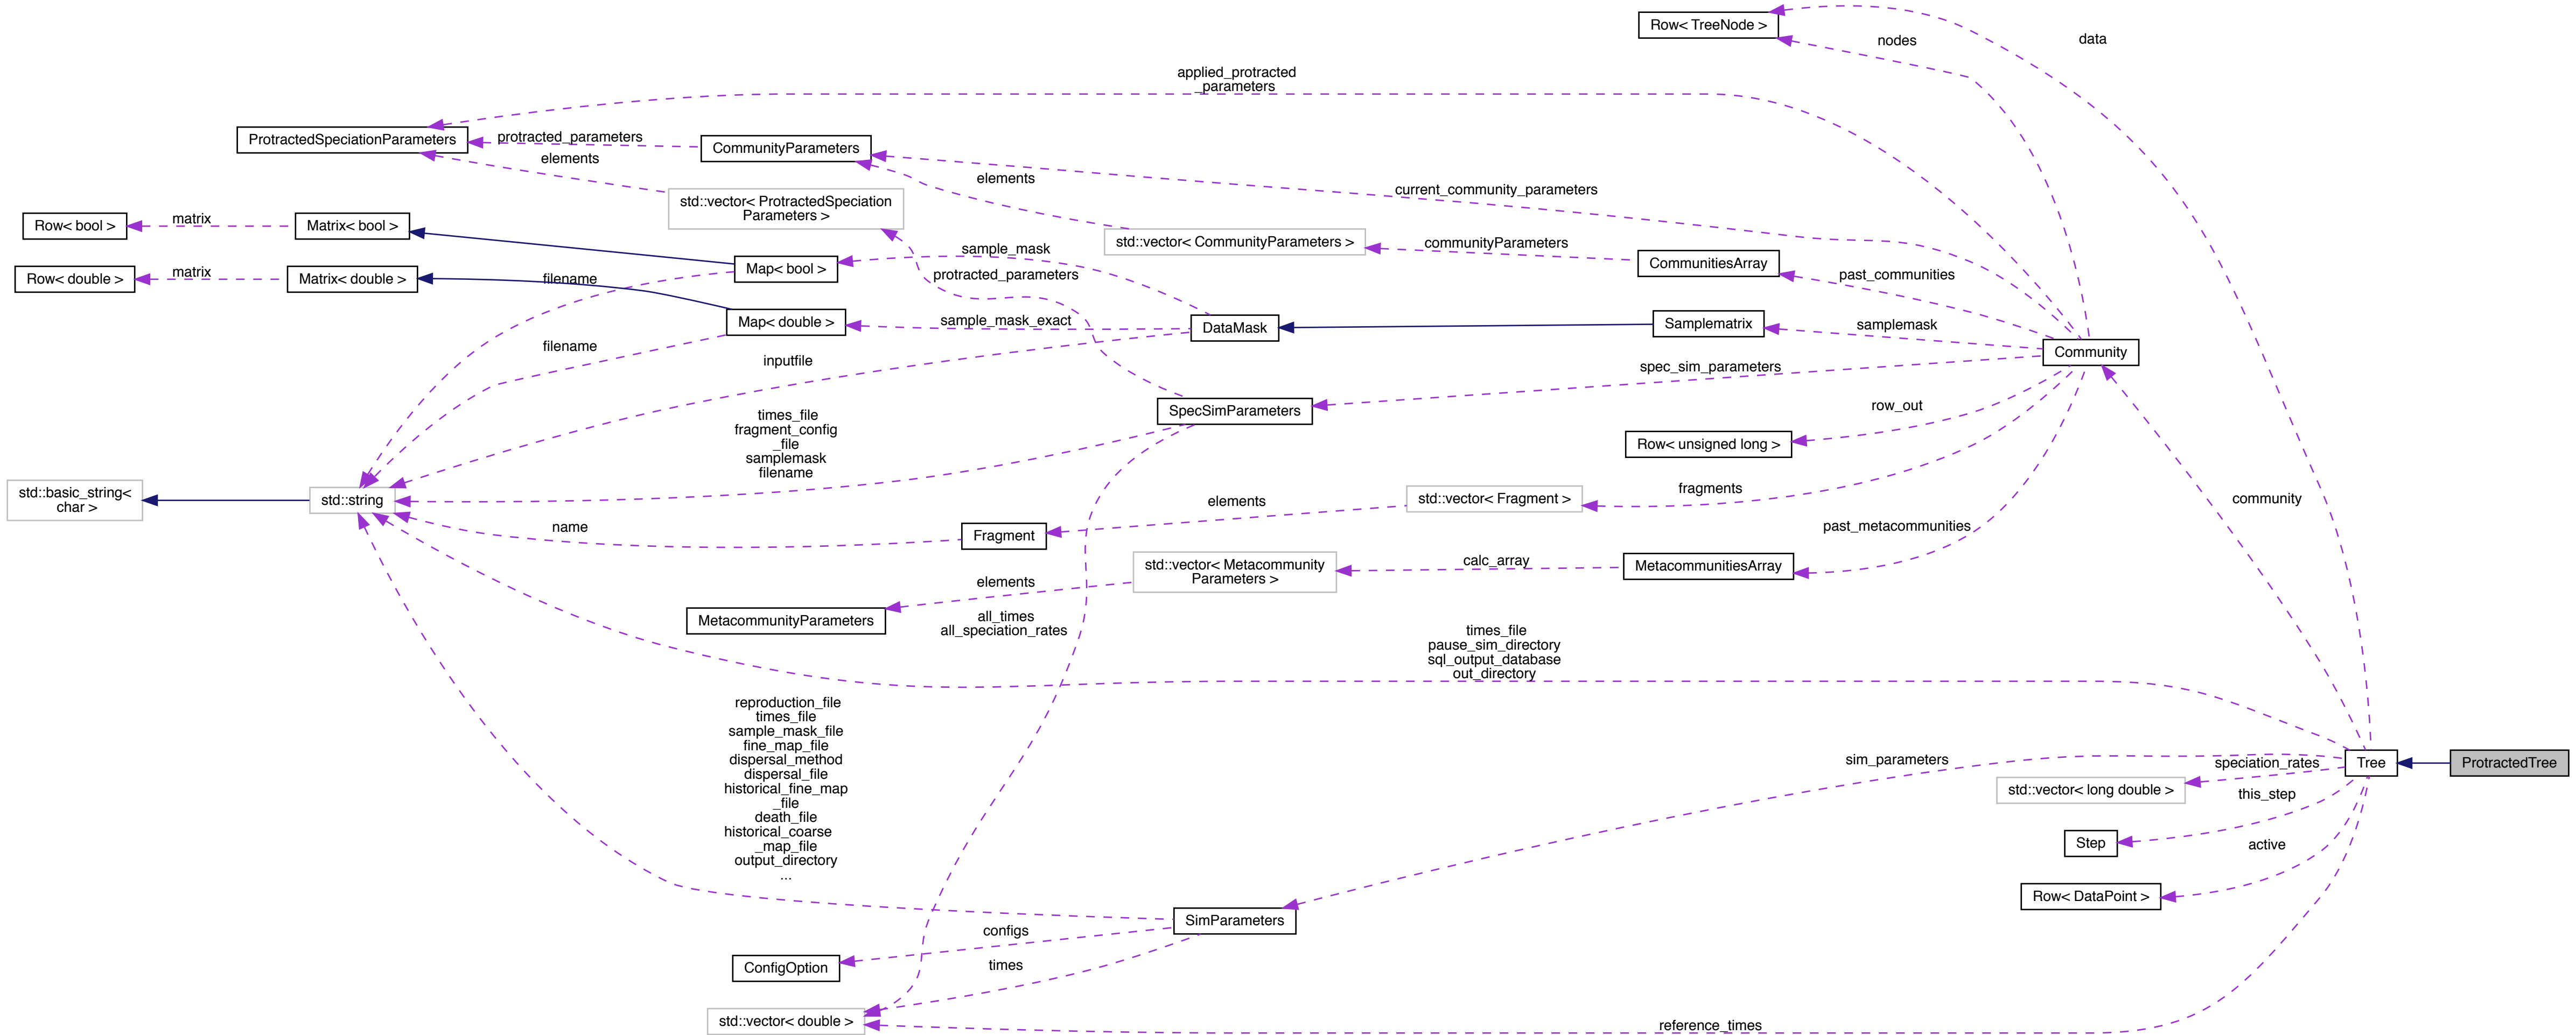 Row< TreeNode >
data
nodes
applied_protracted
_parameters
ProtractedSpeciationParameters
protracted_parameters
CommunityParameters
elements
elements
current_community_parameters
std::vector< ProtractedSpeciation
Parameters >
Row< bool >
matrix
Matrix< bool >
std::vector< CommunityParameters >
communityParameters
CommunitiesArray
past_communities
sample_mask
Map< bool >
protracted_parameters
Row< double >
matrix
Matrix< double >
filename
Map< double >
sample_mask_exact
DataMask
Samplematrix
samplemask
Community
filename
inputfile
spec_sim_parameters
SpecSimParameters
row_out
times_file
fragment_config
_file
samplemask
filename
Row< unsigned long >
std::basic_string<
char >
std::string
elements
std::vector< Fragment >
fragments
community
name
Fragment
past_metacommunities
std::vector< Metacommunity
Parameters >
calc_array
MetacommunitiesArray
elements
MetacommunityParameters
all_times
all_speciation_rates
times_file
pause_sim_directory
sql_output_database
out_directory
reproduction_file
times_file
sample_mask_file
fine_map_file
dispersal_method
dispersal_file
historical_fine_map
_file
death_file
historical_coarse
_map_file
output_directory
...
sim_parameters
speciation_rates
Tree
ProtractedTree
std::vector< long double >
this_step
Step
active
Row< DataPoint >
SimParameters
configs
ConfigOption
times
std::vector< double >
reference_times